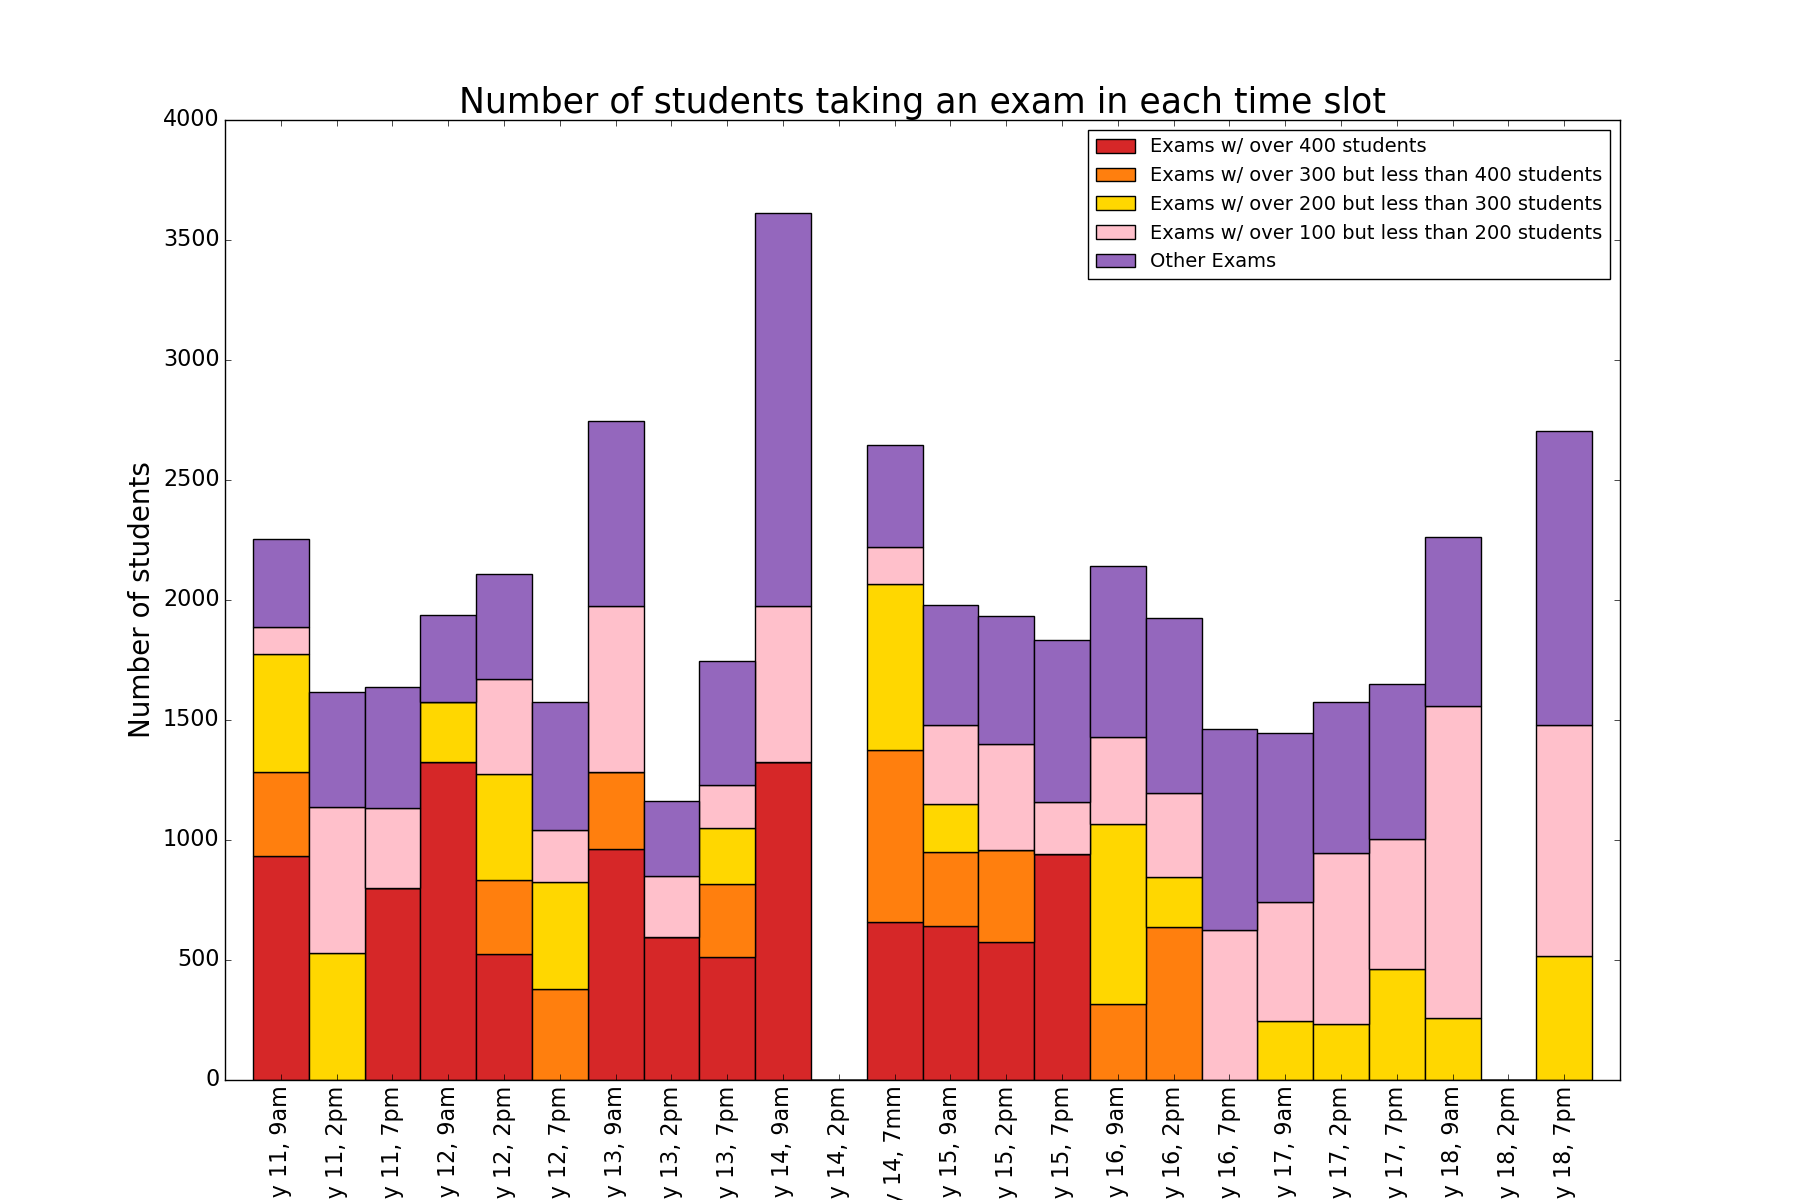 Number of students taking an exam in each time slot
Number of students
4000
3500
3000
2500
2000
1500
1000
500
0
Exams w/ over 400 students
Exams w/ over 300 but less than 400 students
Exams w/ over 200 but less than 300 students
Exams w/ over 100 but less than 200 students
Other Exams
y 11, 9am
y 11, 2pm
y 11, 7pm
y 12, 9am
y 12, 2pm
y 12, 7pm
y 13, 9am
y 13, 2pm
y 13, 7pm
y 14, 9am
y 14, 2pm
y 14, 7mm
y 15, 9am
y 15, 2pm
y 15, 7pm
y 16, 9am
y 16, 2pm
y 16, 7pm
y 17, 9am
y 17, 2pm
y 17, 7pm
y 18, 9am
y 18, 2pm
y 18, 7pm